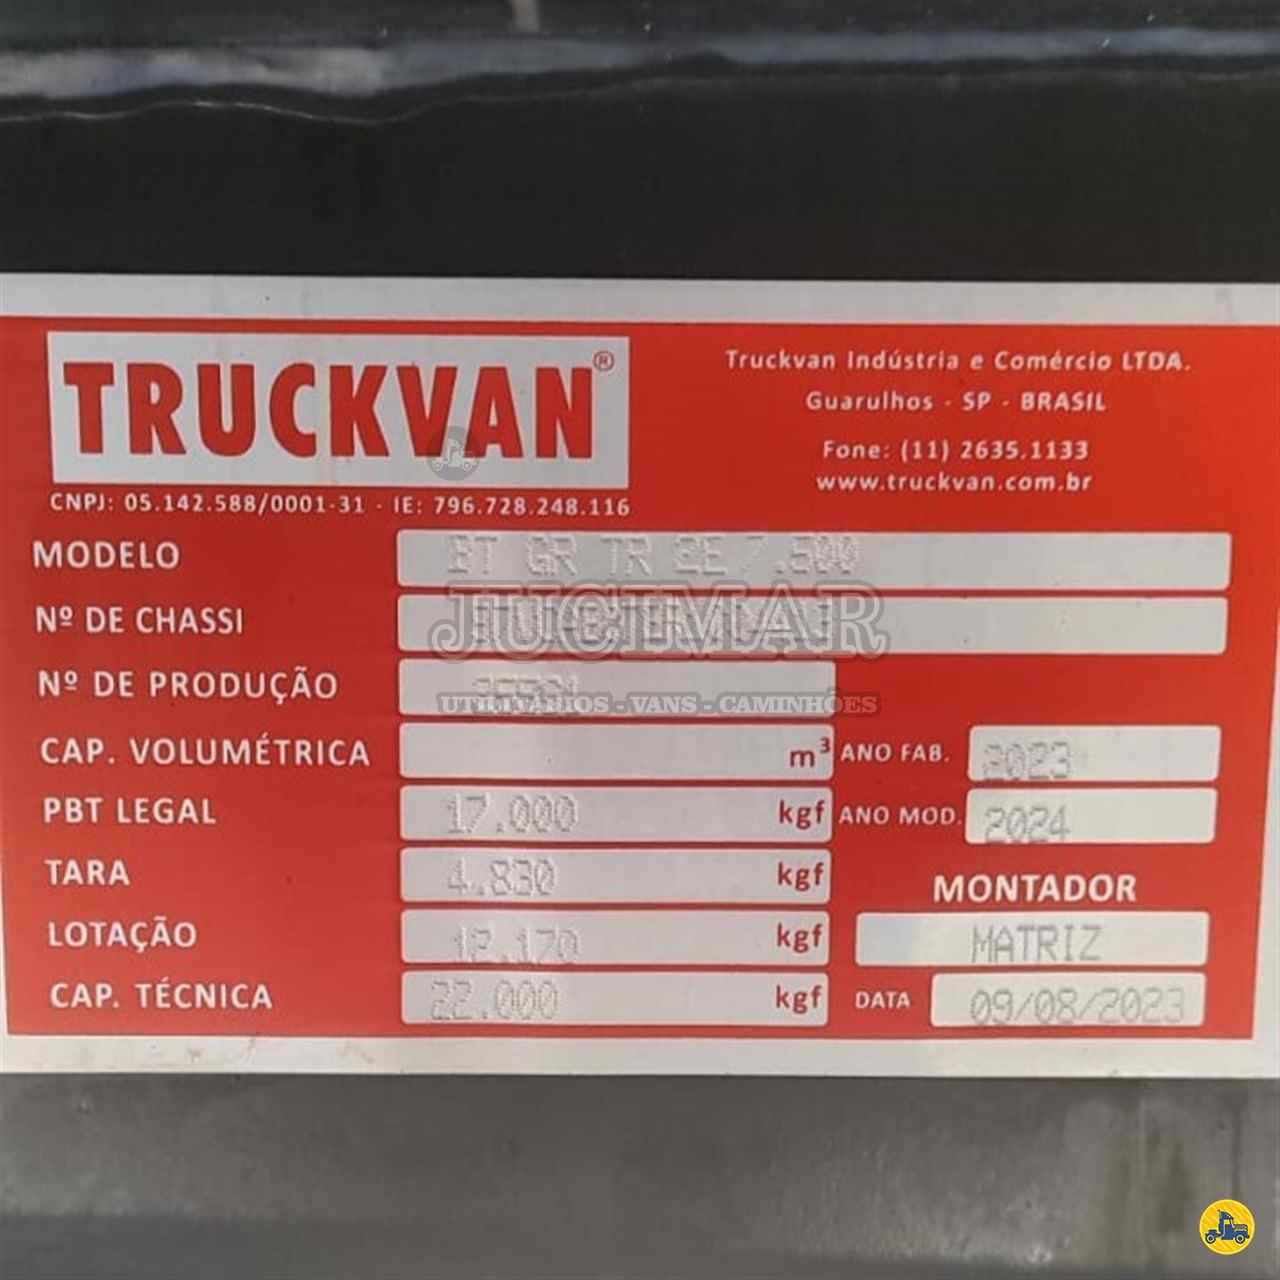 TRUCKVAN®
Truckvan Indústria e Comércio LTDA.
Guarulhos - SP - BRASIL
Fone: (11) 2635.1133
www.truckvan.com.br
CNPJ: 05.142.588/0001-31 - IE: 796.728.248.116
MODELO BT GR TR 2E 7.500
Nº DE CHASSI
JUCIMAR
Nº DE PRODUÇÃO
UTILITÁRIOS - VANS - CAMINHÕES
CAP. VOLUMÉTRICA m³ ANO FAB. 2023
PBT LEGAL 17.000 kgf ANO MOD. 2024
TARA 4.830 kgf
MONTADOR
LOTAÇÃO 12.170 kgf MATRIZ
CAP. TÉCNICA 22.000 kgf DATA 09/08/2023